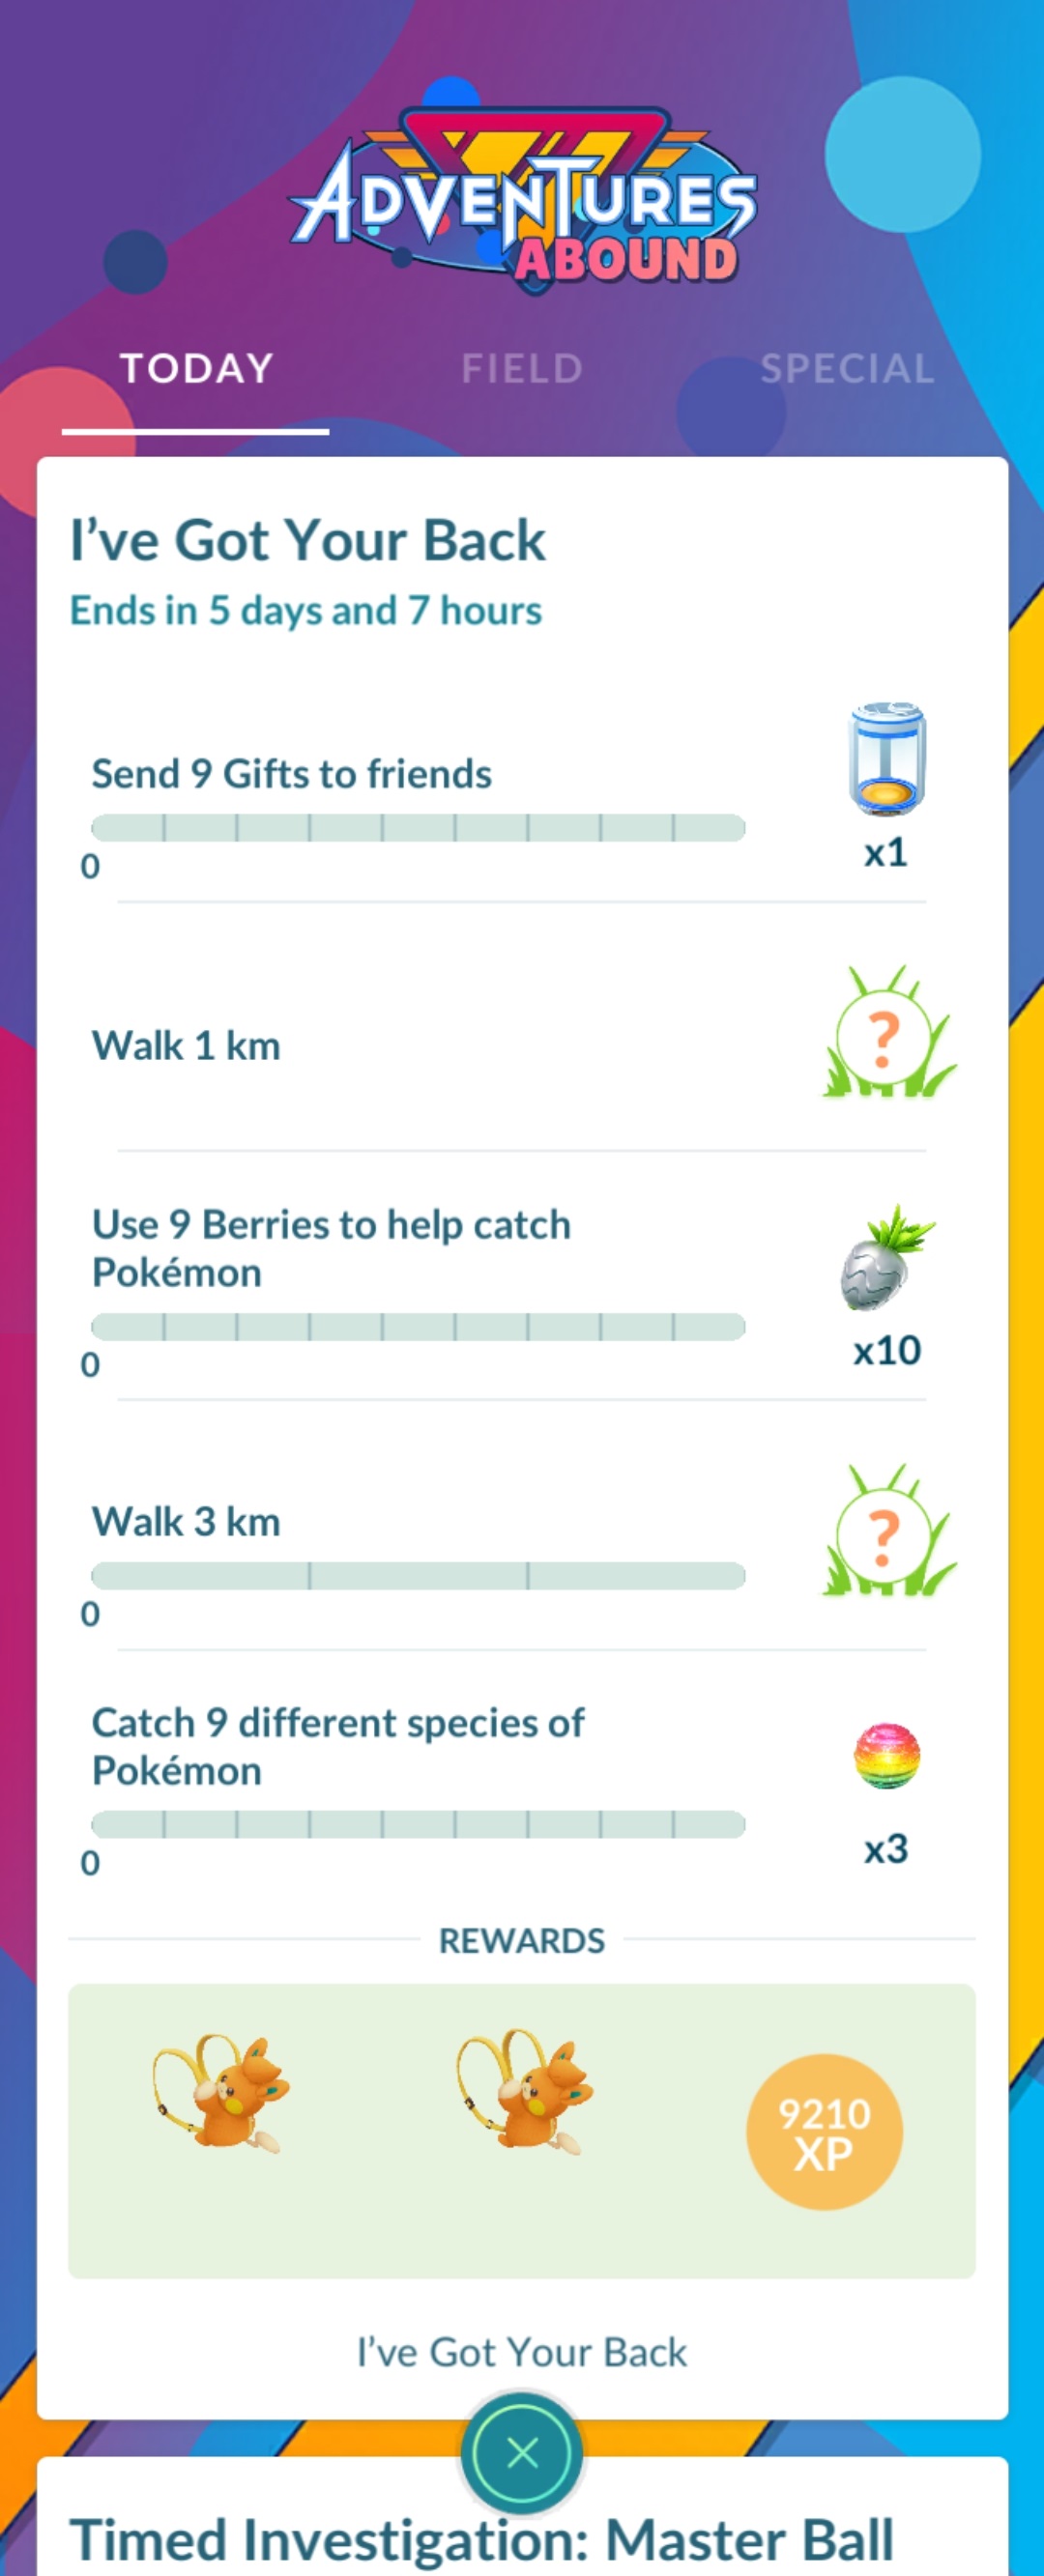 ADVENTURES
ABOUND
TODAY FIELD SPECIAL
I’ve Got Your Back
Ends in 5 days and 7 hours
Send 9 Gifts to friends
0
x1
Walk 1 km
?
Use 9 Berries to help catch
Pokémon
0
x10
Walk 3 km
0
?
Catch 9 different species of
Pokémon
0
x3
REWARDS
9210
XP
I’ve Got Your Back
Timed Investigation: Master Ball